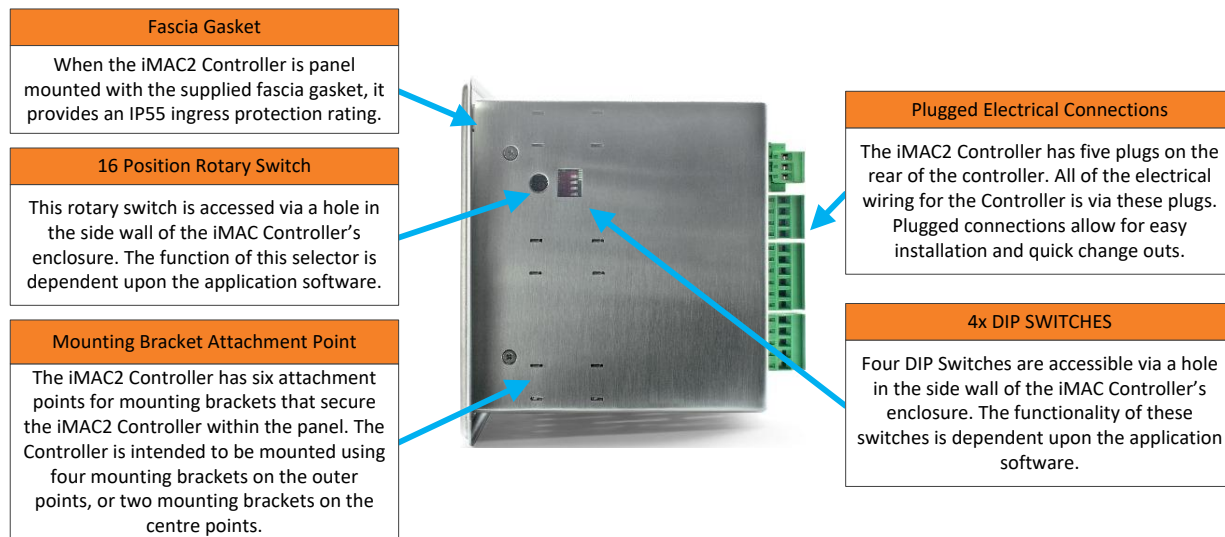 Fascia Gasket
When the iMAC2 Controller is panel
mounted with the supplied fascia gasket, it
provides an IP55 ingress protection rating.
16 Position Rotary Switch
This rotary switch is accessed via a hole in
the side wall of the iMAC Controller’s
enclosure. The function of this selector is
dependent upon the application software.
Mounting Bracket Attachment Point
The iMAC2 Controller has six attachment
points for mounting brackets that secure
the iMAC2 Controller within the panel. The
Controller is intended to be mounted using
four mounting brackets on the outer
points, or two mounting brackets on the
centre points.
Plugged Electrical Connections
The iMAC2 Controller has five plugs on the
rear of the controller. All of the electrical
wiring for the Controller is via these plugs.
Plugged connections allow for easy
installation and quick change outs.
4x DIP SWITCHES
Four DIP Switches are accessible via a hole
in the side wall of the iMAC Controller’s
enclosure. The functionality of these
switches is dependent upon the application
software.